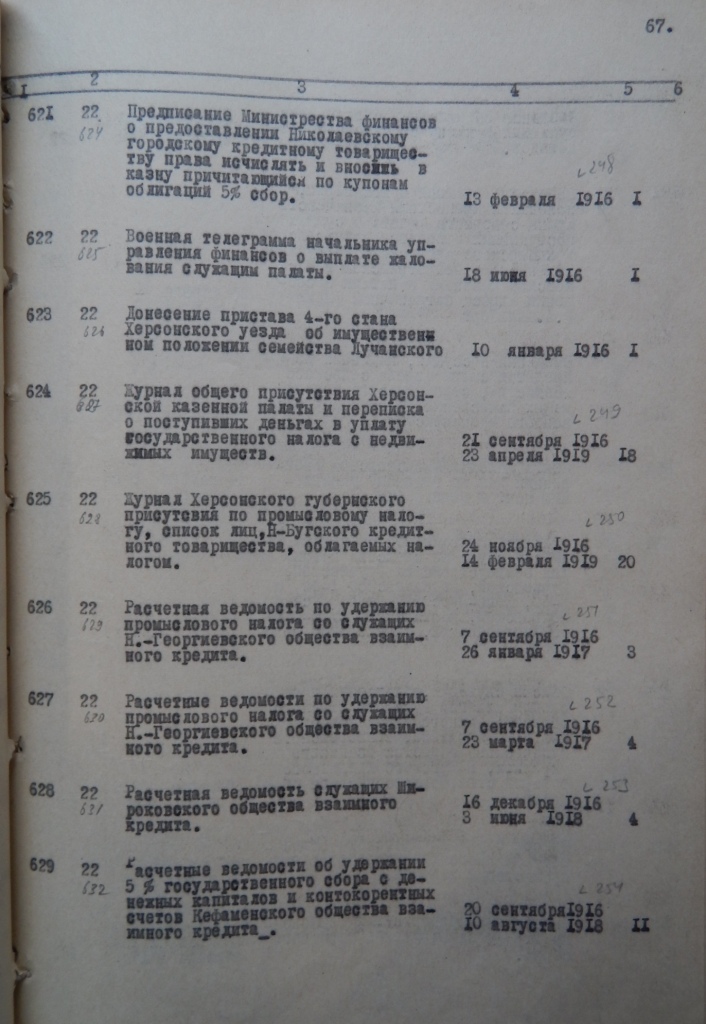 67.
1 2 3 4 5 6
621 22 Предписание Министрества финансов
624 о предоставлении Николаевскому
городскому кредитному товарищес-
тву права исчислять и вносишь в
казну причитающийся по купонам
облигаций 5% сбор. 13 февраля 1916 1
248
622 22 Военная телеграмма начальника уп-
625 равления финансов о выплате жало-
вания служащим палаты. 18 июня 1916 1
623 22 Донесение пристава 4-го стана
626 Херсонского уезда об имуществен
ном положении семейства Лучанского 10 января 1916 1
624 22 Журнал общего присутствия Херсон-
627 ской казенной палаты и переписка
о поступивших деньгах в уплату
249
государственного налога с недви- 21 сентября 1916
жимых имуществ. 23 апреля 1919 18
625 22 Журнал Херсонского губернского
628 присутсвия по промысловому нало-
250
гу, список лиц,Н-Бугского кредит-
ного товарищества, облагаемых на- 24 ноября 1916
логом. 14 февраля 1919 20
626 22 Расчетная ведомость по удержанию
251
629 промыслового налога со служащих
Н.-Георгиевского общества взаим- 7 сентября 1916
ного кредита. 26 января 1917 3
627 22 Расчетные ведомости по удержанию
252
630 промыслового налога со служащих
Н.-Георгиевского общества взаим- 7 сентября 1916
ного кредита. 23 марта 1917 4
628 22 Расчетная ведомость служащих Ши-
253
631 роковского общества взаимного 16 декабря 1916
кредита. 3 июня 1918 4
629 22 Расчетные ведомости об удержании
632 5 % государственного сбора с де-
254
нежных капиталов и контокорентных
счетов Кефаменского общества вза- 20 сентября1916
имного кредита_. 10 августа 1918 11